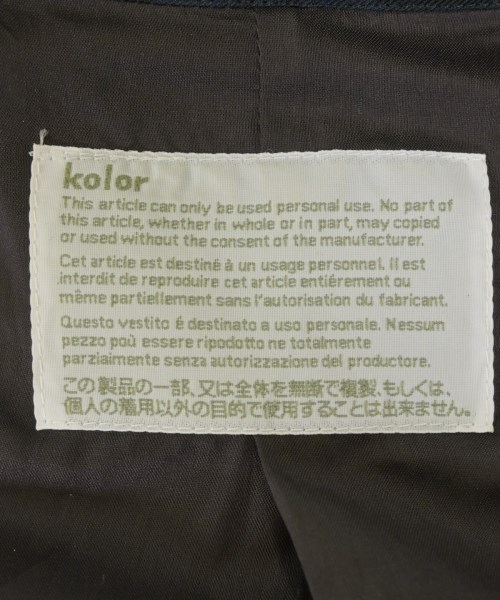 kolor
This article can only be used personal use. No part of
this article, whether in whole or in part, may copied
or used without the consent of the manufacturer.
Cet article est destiné à un usage personnel. Il est
interdit de reproduire cet article entiérement ou
même partiellement sans l'autorisation du fabricant.
Questo vestito é destinato a uso personale. Nessum
pezzo poù essere ripodotto ne totalmente
parziaimente senza autorizzazione del productore.
この製品の一部、又は全体を無断で複製、もしくは、
個人の着用以外の目的で使用することは出来ません。